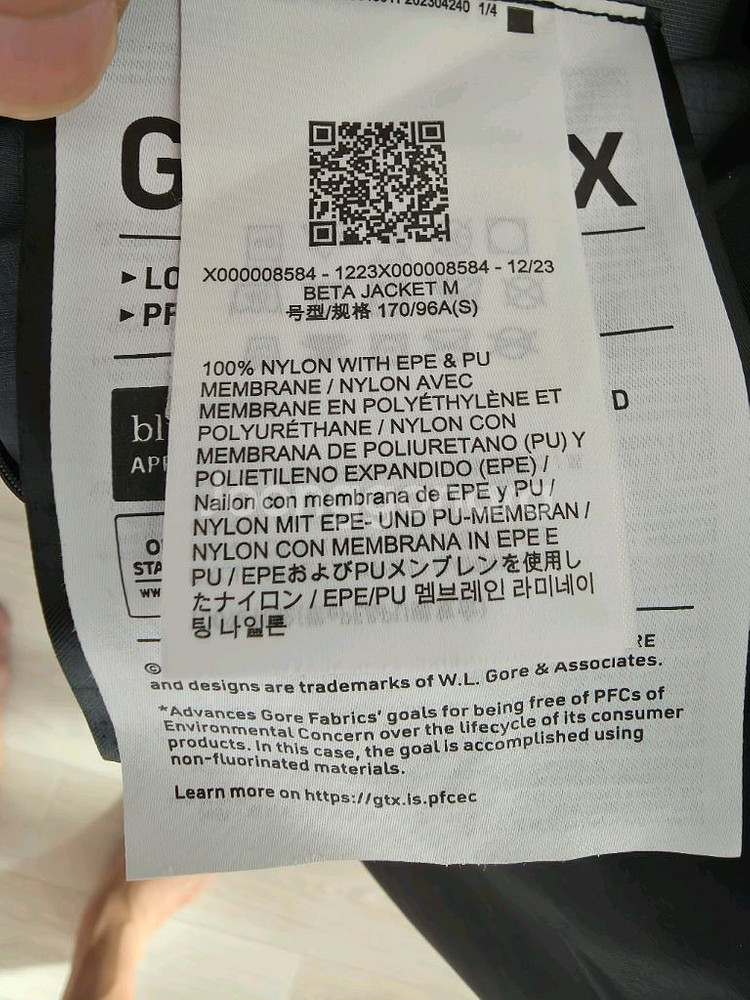 202304240 1/4
G X
X000008584 - 1223X000008584 - 12/23
BETA JACKET M
号型/规格 170/96A(S)
► LO
► PF
100% NYLON WITH EPE & PU
MEMBRANE / NYLON AVEC
MEMBRANE EN POLYÉTHYLÈNE ET
POLYURÉTHANE / NYLON CON
MEMBRANA DE POLIURETANO (PU) Y
POLIETILENO EXPANDIDO (EPE) /
Nailon con membrana de EPE y PU /
NYLON MIT EPE- UND PU-MEMBRAN /
NYLON CON MEMBRANA IN EPE E
PU / EPEおよびPUメンブレンを使用し
たナイロン / EPE/PU 멤브레인 라미네이
팅 나일론
bl
D
©
RE
and designs are trademarks of W.L. Gore & Associates.
*Advances Gore Fabrics' goals for being free of PFCs of
Environmental Concern over the lifecycle of its consumer
products. In this case, the goal is accomplished using
non-fluorinated materials.
Learn more on https://gtx.is.pfcec